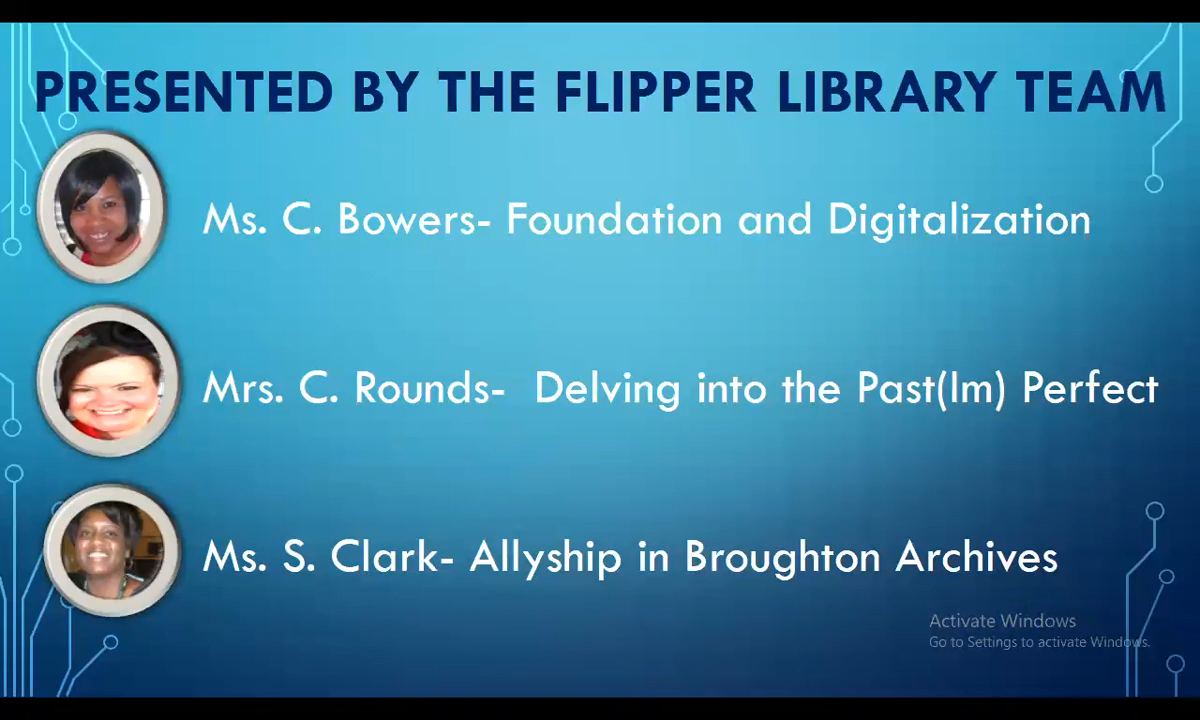 PRESENTED BY THE FLIPPER LIBRARY TEAM
Ms. C. Bowers- Foundation and Digitalization
Mrs. C. Rounds-  Delving into the Past(Im) Perfect
Ms. S. Clark- Allyship in Broughton Archives
Activate Windows
Go to Settings to activate Windows.